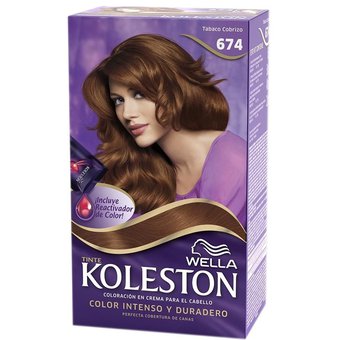 Tabaco Cobrizo
674
¡Incluye
Reactivador
de Color!
WELLA
TINTE
KOLESTON
COLORACIÓN EN CREMA PARA EL CABELLO
COLOR INTENSO Y DURADERO
PERFECTA COBERTURA DE CANAS